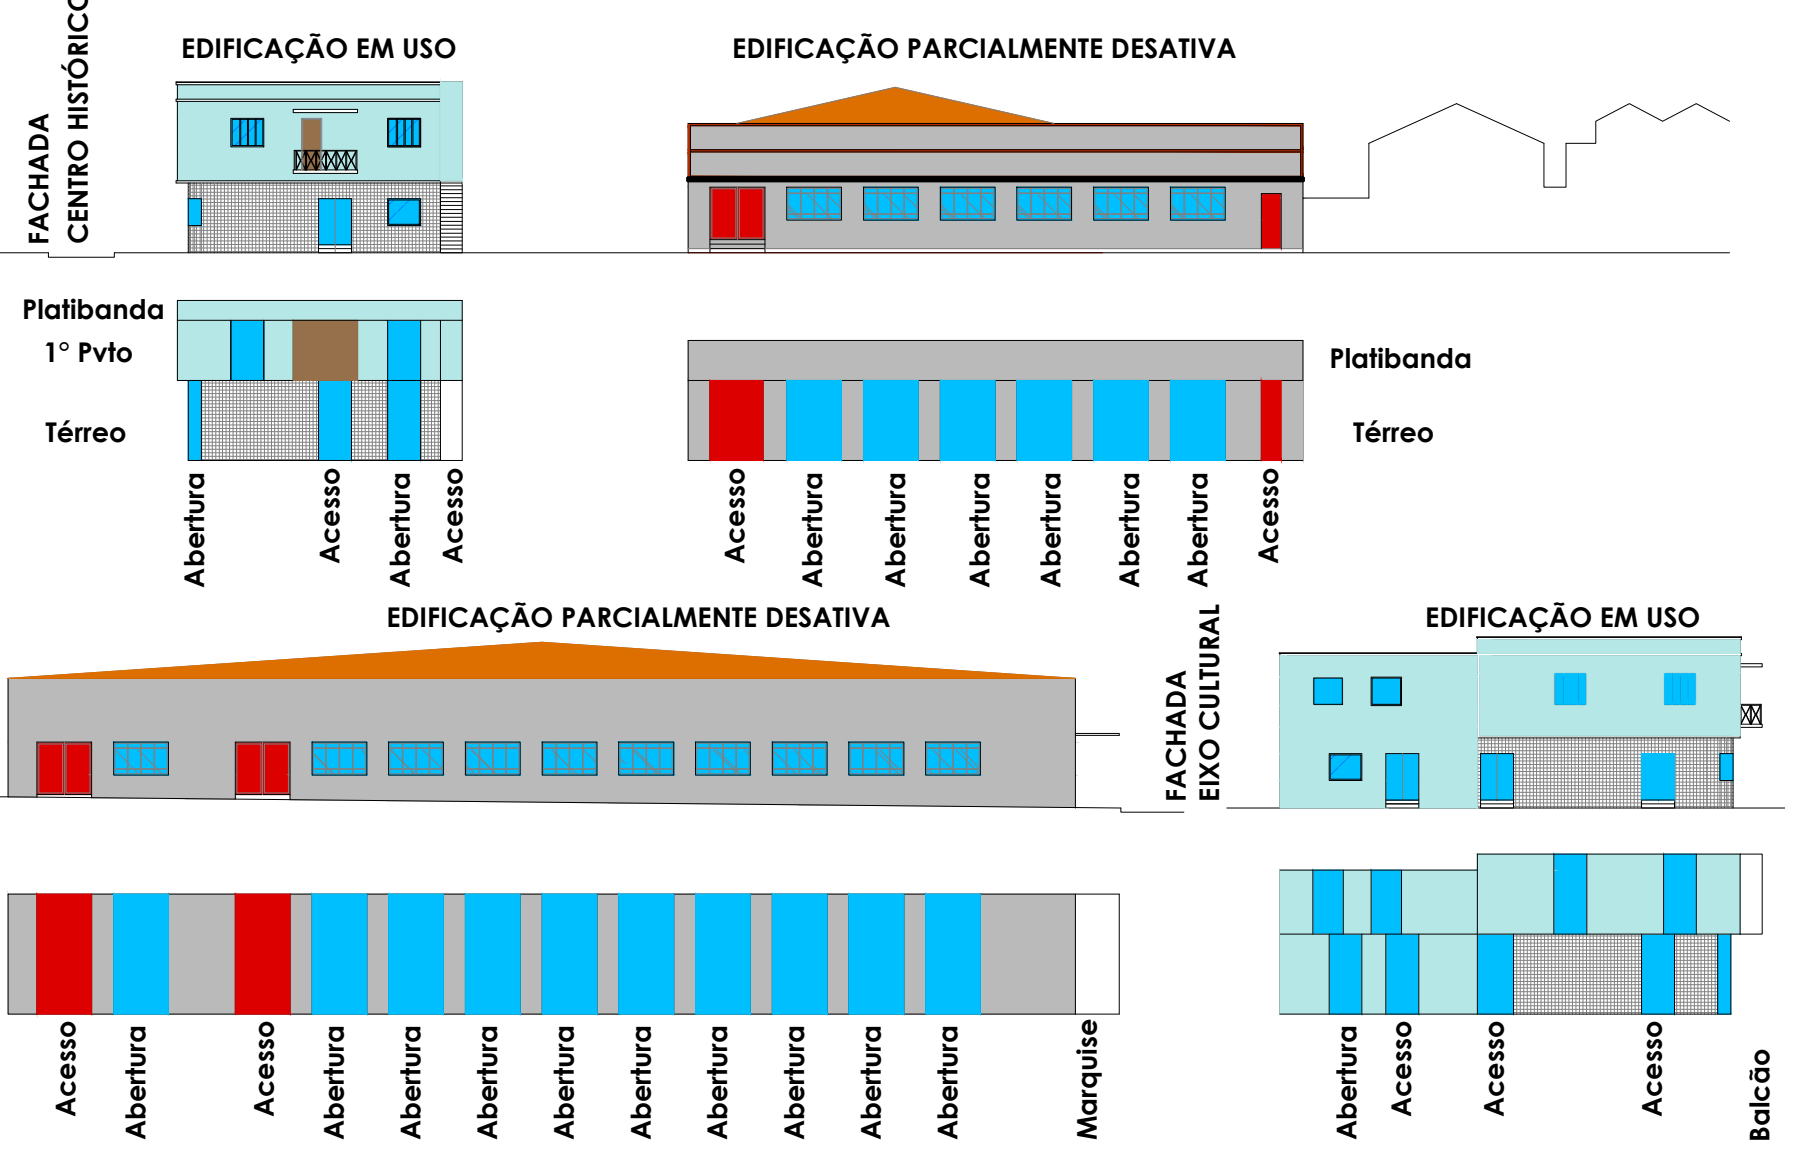 FACHADA
CENTRO HISTÓRICO
EDIFICAÇÃO EM USO
EDIFICAÇÃO PARCIALMENTE DESATIVA
Platibanda
1° Pvto
Térreo
Platibanda
Térreo
Abertura
Acesso
Abertura
Acesso
Acesso
Abertura
Abertura
Abertura
Abertura
Abertura
Abertura
Acesso
EDIFICAÇÃO PARCIALMENTE DESATIVA
FACHADA
EIXO CULTURAL
EDIFICAÇÃO EM USO
Acesso
Abertura
Acesso
Abertura
Abertura
Abertura
Abertura
Abertura
Abertura
Abertura
Abertura
Abertura
Marquise
Abertura
Acesso
Acesso
Acesso
Balcão